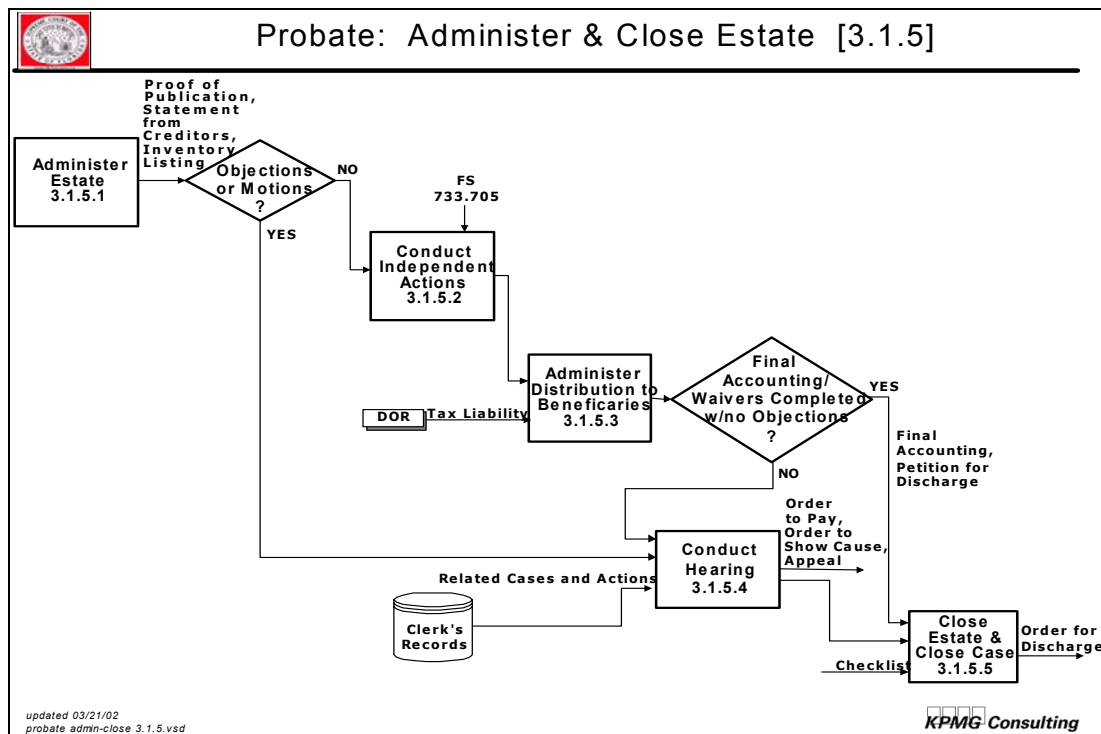 Probate: Administer & Close Estate [3.1.5]
Proof of
Publication,
Statement
from
Creditors,
Inventory
Listing
Administer
Estate
3.1.5.1
Objections
or Motions
?
NO
YES
FS
733.705
Conduct
Independent
Actions
3.1.5.2
Administer
Distribution to
Beneficaries
3.1.5.3
DOR
Tax Liability
Final
Accounting/
Waivers Completed
w/no Objections
?
YES
NO
Final
Accounting,
Petition for
Discharge
Order
to Pay,
Order to
Show Cause,
Appeal
Conduct
Hearing
3.1.5.4
Related Cases and Actions
Clerk's
Records
Close
Estate &
Close Case
3.1.5.5
Order for
Discharge
Checklist
updated 03/21/02
probate admin-close 3.1.5.vsd
KPMG Consulting